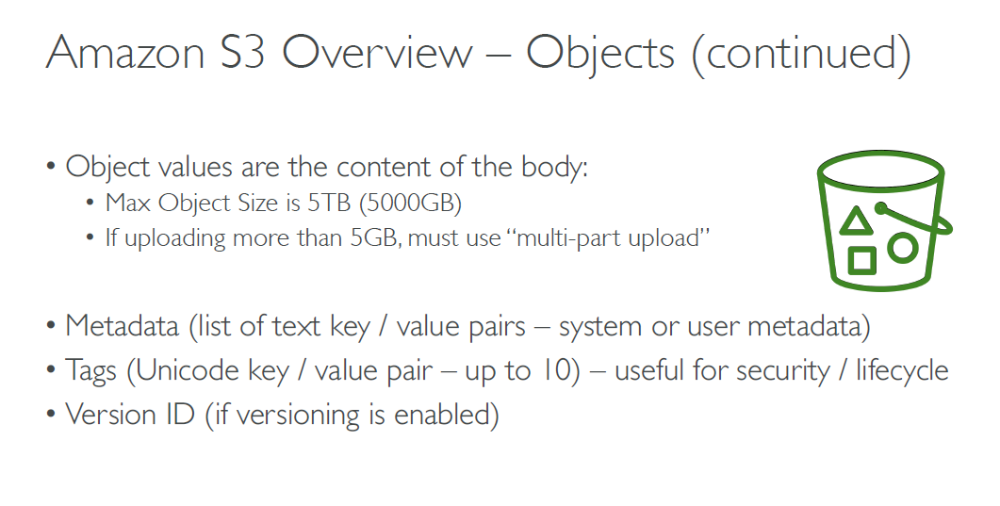 Amazon S3 Overview – Objects (continued)
• Object values are the content of the body:
• Max Object Size is 5TB (5000GB)
• If uploading more than 5GB, must use “multi-part upload”
• Metadata (list of text key / value pairs – system or user metadata)
• Tags (Unicode key / value pair – up to 10) – useful for security / lifecycle
• Version ID (if versioning is enabled)